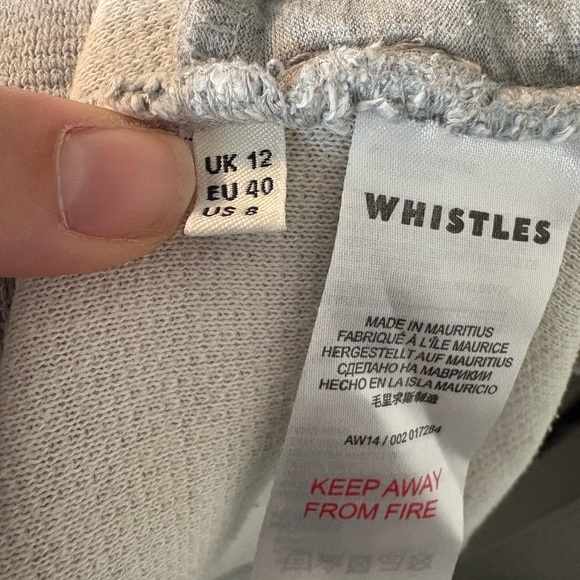 UK 12
EU 40
US 8
WHISTLES
MADE IN MAURITIUS
FABRIQUÉ À L'ÎLE MAURICE
HERGESTELLT AUF MAURITIUS
СДЕЛАНО НА МАВРИКИИ
HECHO EN LA ISLA MAURICIO
毛里求斯制造
AW14 / 002 017284
KEEP AWAY
FROM FIRE